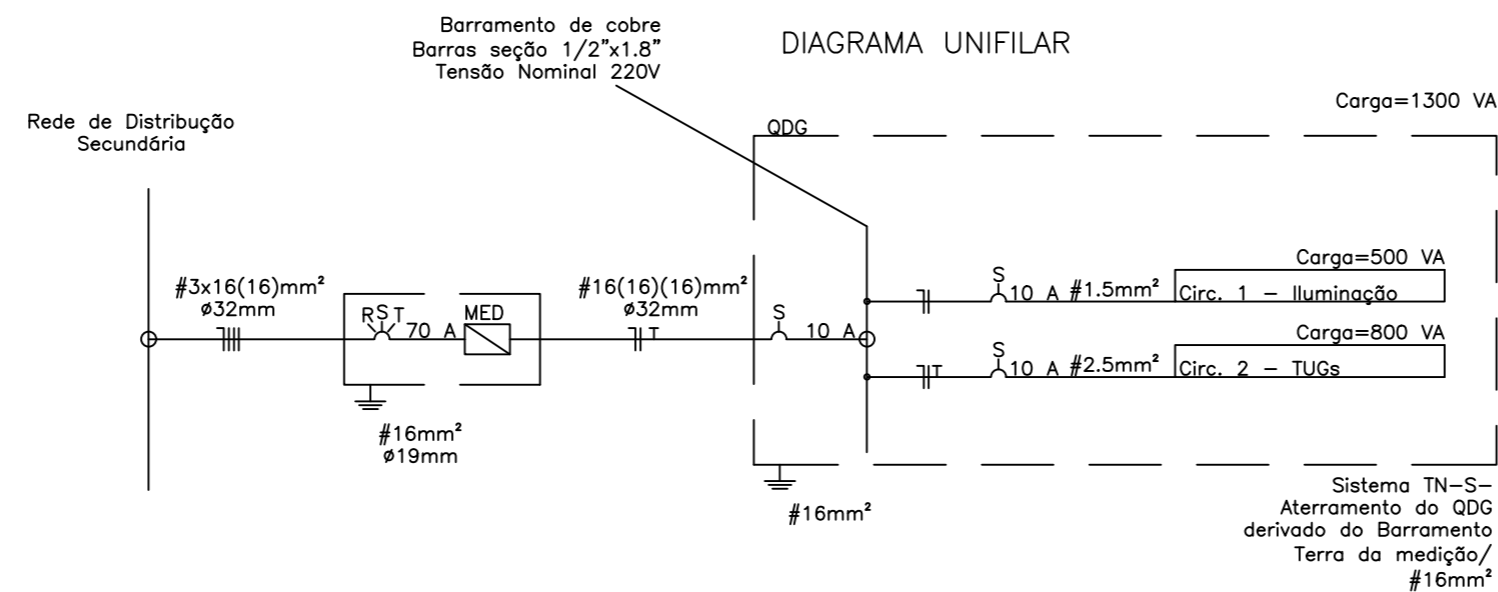 Barramento de cobre
Barras seção 1/2"x1.8"
Tensão Nominal 220V
DIAGRAMA UNIFILAR
Carga=1300 VA
Rede de Distribução
Secundária
QDG
#3x16(16)mm²
ø32mm
RST
70 A
MED
#16(16)(16)mm²
ø32mm
T
S
10 A
S
10 A
#1.5mm²
Carga=500 VA
Circ. 1 – Iluminação
T
S
10 A
#2.5mm²
Carga=800 VA
Circ. 2 – TUGs
#16mm²
ø19mm
#16mm²
Sistema TN–S–
Aterramento do QDG
derivado do Barramento
Terra da medição/
#16mm²